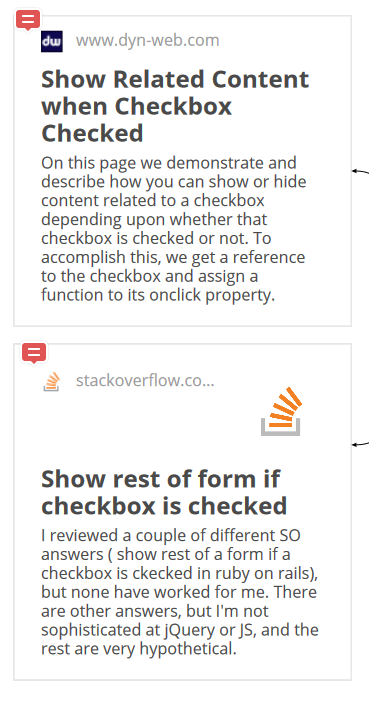 dw www.dyn-web.com
Show Related Content
when Checkbox
Checked
On this page we demonstrate and
describe how you can show or hide
content related to a checkbox
depending upon whether that
checkbox is checked or not. To
accomplish this, we get a reference
to the checkbox and assign a
function to its onclick property.
stackoverflow.co...
Show rest of form if
checkbox is checked
I reviewed a couple of different SO
answers ( show rest of a form if a
checkbox is ckecked in ruby on rails),
but none have worked for me. There
are other answers, but I'm not
sophisticated at jQuery or JS, and the
rest are very hypothetical.